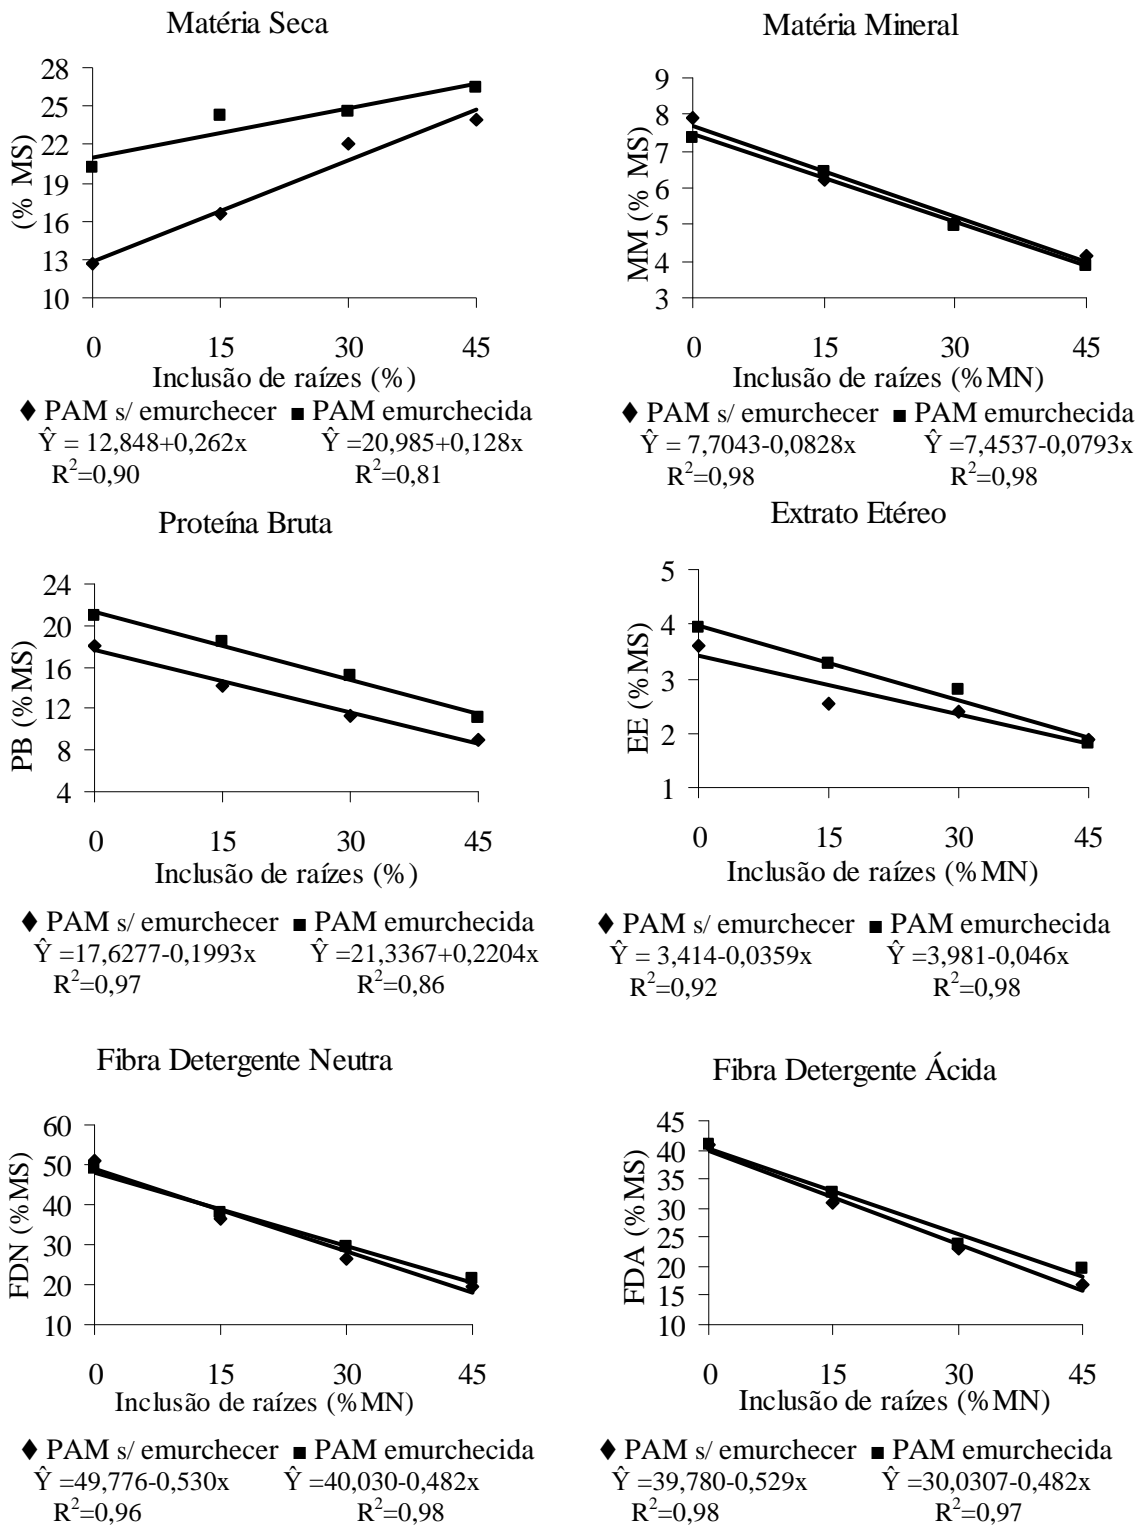 Matéria Seca
(% MS)
28
25
22
19
16
13
10
0 15 30 45
Inclusão de raízes (%)
◆ PAM s/ emurchecer ■ PAM emurchecida
Ŷ = 12,848+0,262x Ŷ =20,985+0,128x
R²=0,90 R²=0,81
Matéria Mineral
MM (% MS)
9
8
7
6
5
4
3
0 15 30 45
Inclusão de raízes (%MN)
◆ PAM s/ emurchecer ■ PAM emurchecida
Ŷ = 7,7043-0,0828x Ŷ =7,4537-0,0793x
R²=0,98 R²=0,98
Proteína Bruta
PB (%MS)
24
20
16
12
8
4
0 15 30 45
Inclusão de raízes (%)
◆ PAM s/ emurchecer ■ PAM emurchecida
Ŷ =17,6277-0,1993x Ŷ =21,3367+0,2204x
R²=0,97 R²=0,86
Extrato Etéreo
EE (%MS)
5
4
3
2
1
0 15 30 45
Inclusão de raízes (%MN)
◆ PAM s/ emurchecer ■ PAM emurchecida
Ŷ = 3,414-0,0359x Ŷ =3,981-0,046x
R²=0,92 R²=0,98
Fibra Detergente Neutra
FDN (%MS)
60
50
40
30
20
10
0 15 30 45
Inclusão de raízes (%MN)
◆ PAM s/ emurchecer ■ PAM emurchecida
Ŷ =49,776-0,530x Ŷ =40,030-0,482x
R²=0,96 R²=0,98
Fibra Detergente Ácida
FDA (%MS)
45
40
35
30
25
20
15
10
0 15 30 45
Inclusão de raízes (%MN)
◆ PAM s/ emurchecer ■ PAM emurchecida
Ŷ =39,780-0,529x Ŷ =30,0307-0,482x
R²=0,98 R²=0,97